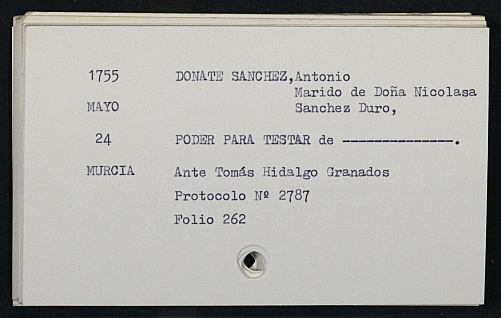 1755 DONATE SANCHEZ,Antonio
Marido de Doña Nicolasa
MAYO Sanchez Duro,
24 PODER PARA TESTAR de --------------.
MURCIA Ante Tomás Hidalgo Granados
Protocolo Nº 2787
Folio 262